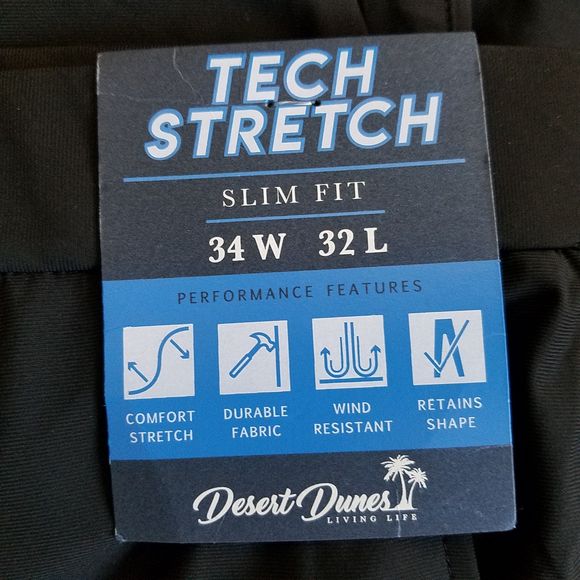 TECH
STRETCH
SLIM FIT
34 W 32 L
PERFORMANCE FEATURES
COMFORT STRETCH
DURABLE FABRIC
WIND RESISTANT
RETAINS SHAPE
Desert Dunes
LIVING LIFE